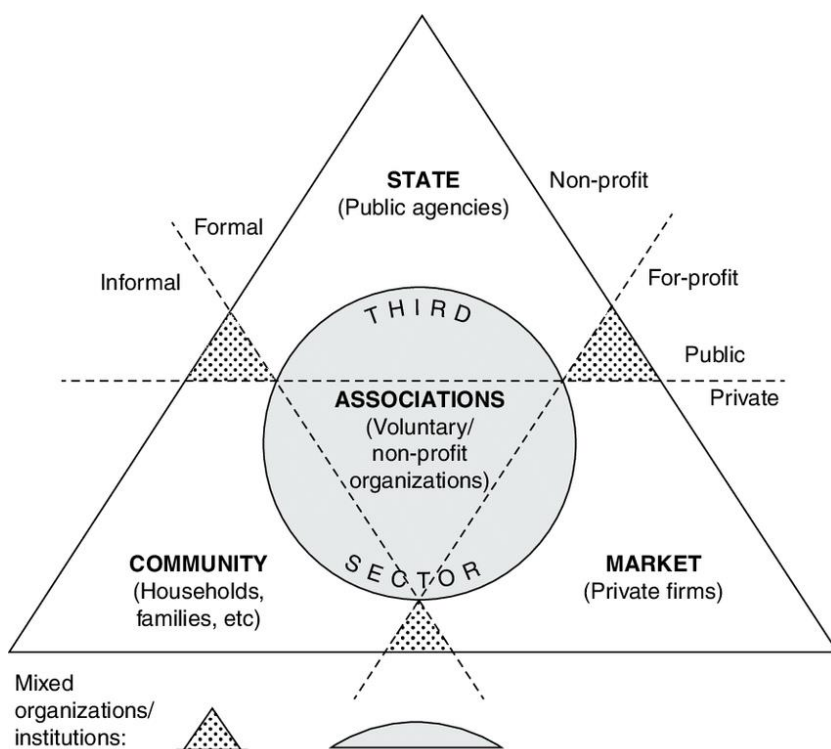 STATE
(Public agencies)
Non-profit
Formal
For-profit
Informal
THIRD
Public
Private
ASSOCIATIONS
(Voluntary/
non-profit
organizations)
SECTOR
COMMUNITY
(Households,
families, etc)
MARKET
(Private firms)
Mixed
organizations/
institutions: